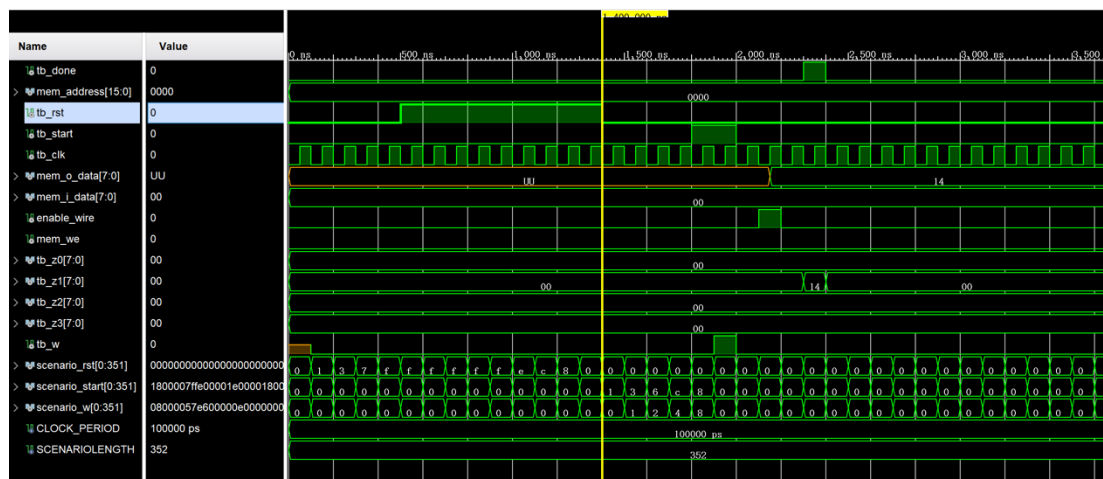 1,400.000 ns
Name Value
0.ns 500 ns 1,000 ns 1,500 ns 2,000 ns 2,500 ns 3,000 ns 3,500
tb_done 0
mem_address[15:0] 0000 0000
tb_rst 0
tb_start 0
tb_clk 0
mem_o_data[7:0] UU UU 14
mem_i_data[7:0] 00 00
enable_wire 0
mem_we 0
tb_z0[7:0] 00 00
tb_z1[7:0] 00 00 14 00
tb_z2[7:0] 00 00
tb_z3[7:0] 00 00
tb_w 0
scenario_rst[0:351] 0000000000000000000000 0 1 3 7 f f f f f f e c 8 0 0 0 0 0 0 0 0 0 0 0 0 0 0 0 0 0 0 0 0 0 0 0
scenario_start[0:351] 1800007ffe00001e00001800 0 0 0 0 0 0 0 0 0 0 0 0 0 0 1 3 6 c 8 0 0 0 0 0 0 0 0 0 0 0 0 0 0 0 0 0
scenario_w[0:351] 08000057e600000e0000000 0 0 0 0 0 0 0 0 0 0 0 0 0 0 0 1 2 4 8 0 0 0 0 0 0 0 0 0 0 0 0 0 0 0 0 0
CLOCK_PERIOD 100000 ps 100000 ps
SCENARIOLENGTH 352 352